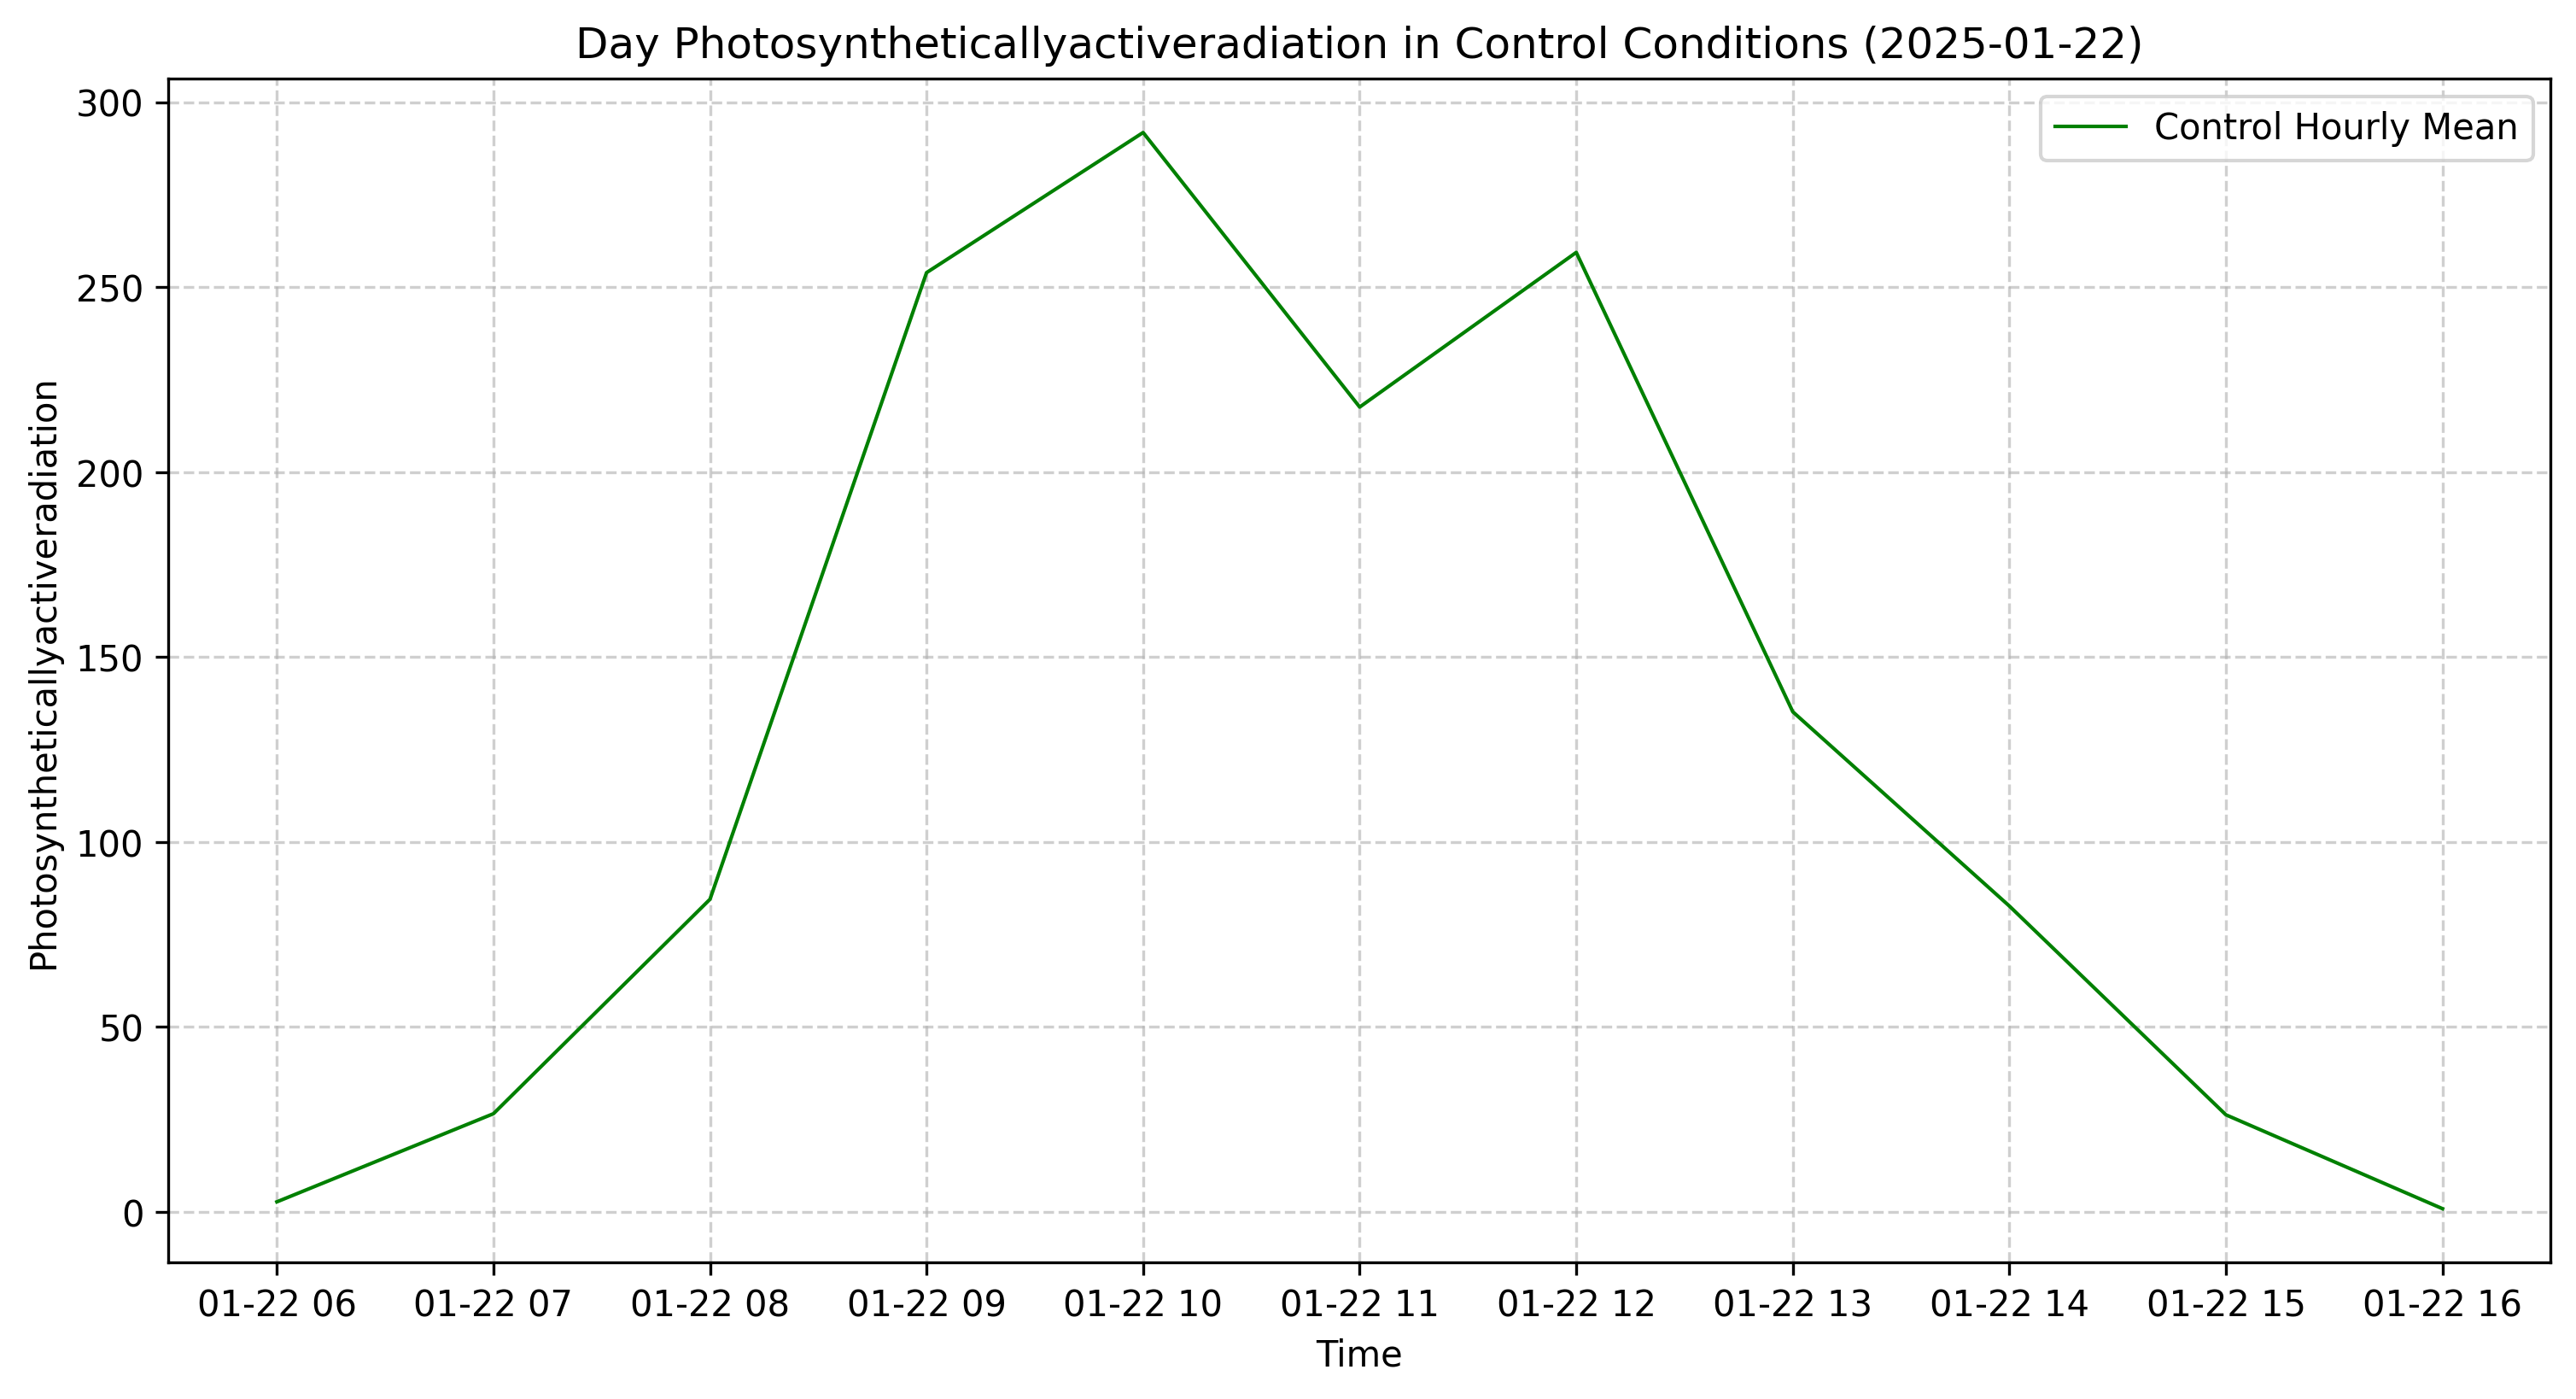 Day Photosyntheticallyactiveradiation in Control Conditions (2025-01-22)
Control Hourly Mean
Photosyntheticallyactiveradiation
300
250
200
150
100
50
0
01-22 06 01-22 07 01-22 08 01-22 09 01-22 10 01-22 11 01-22 12 01-22 13 01-22 14 01-22 15 01-22 16
Time